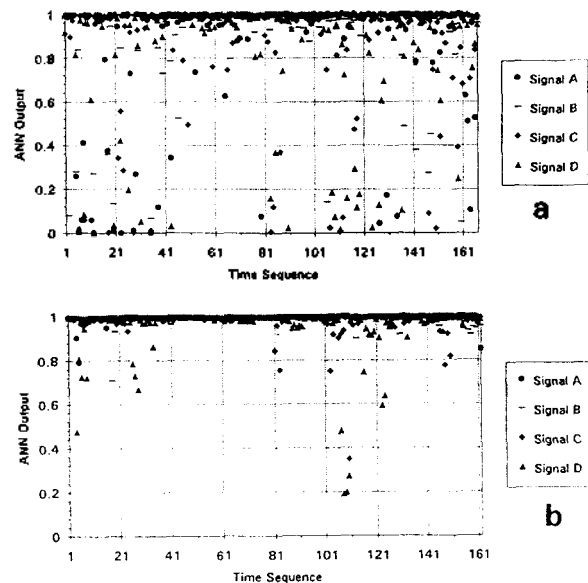 1
0.8
0.6
0.4
0.2
0
ANN Output
1 21 41 61 81 101 121 141 161
Time Sequence
Signal A
Signal B
Signal C
Signal D
a
1
0.8
0.6
0.4
0.2
0
ANN Output
1 21 41 61 81 101 121 141 161
Time Sequence
Signal A
Signal B
Signal C
Signal D
b